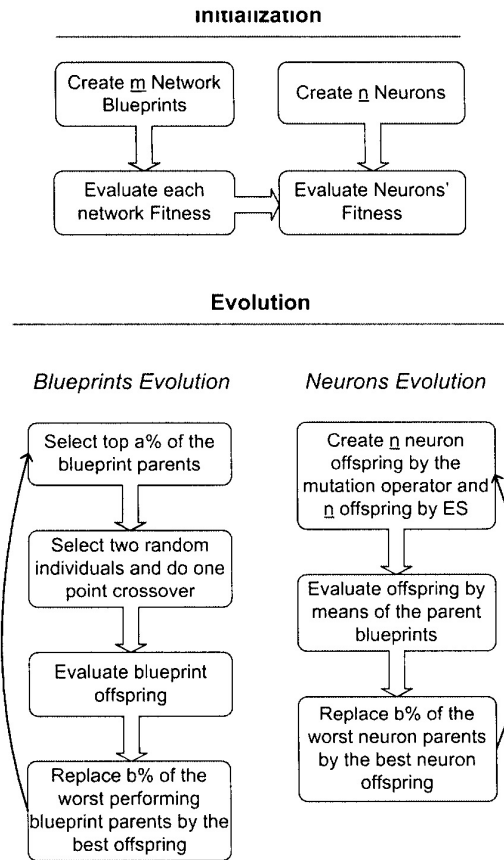 Initialization
Create m Network
Blueprints
Create n Neurons
Evaluate each
network Fitness
Evaluate Neurons'
Fitness
Evolution
Blueprints Evolution
Neurons Evolution
Select top a% of the
blueprint parents
Select two random
individuals and do one
point crossover
Evaluate blueprint
offspring
Replace b% of the
worst performing
blueprint parents by the
best offspring
Create n neuron
offspring by the
mutation operator and
n offspring by ES
Evaluate offspring by
means of the parent
blueprints
Replace b% of the
worst neuron parents
by the best neuron
offspring